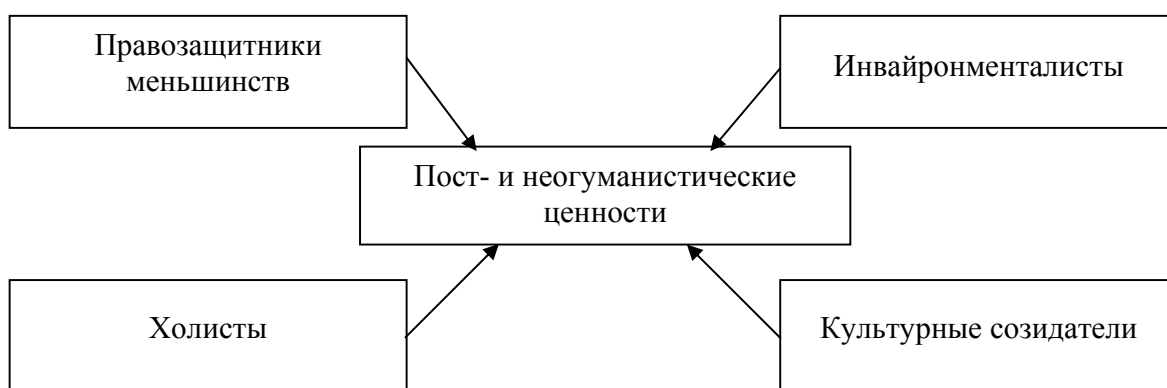 Правозащитники
меньшинств
Инвайронменталисты
Пост- и неогуманистические
ценности
Холисты
Культурные созидатели